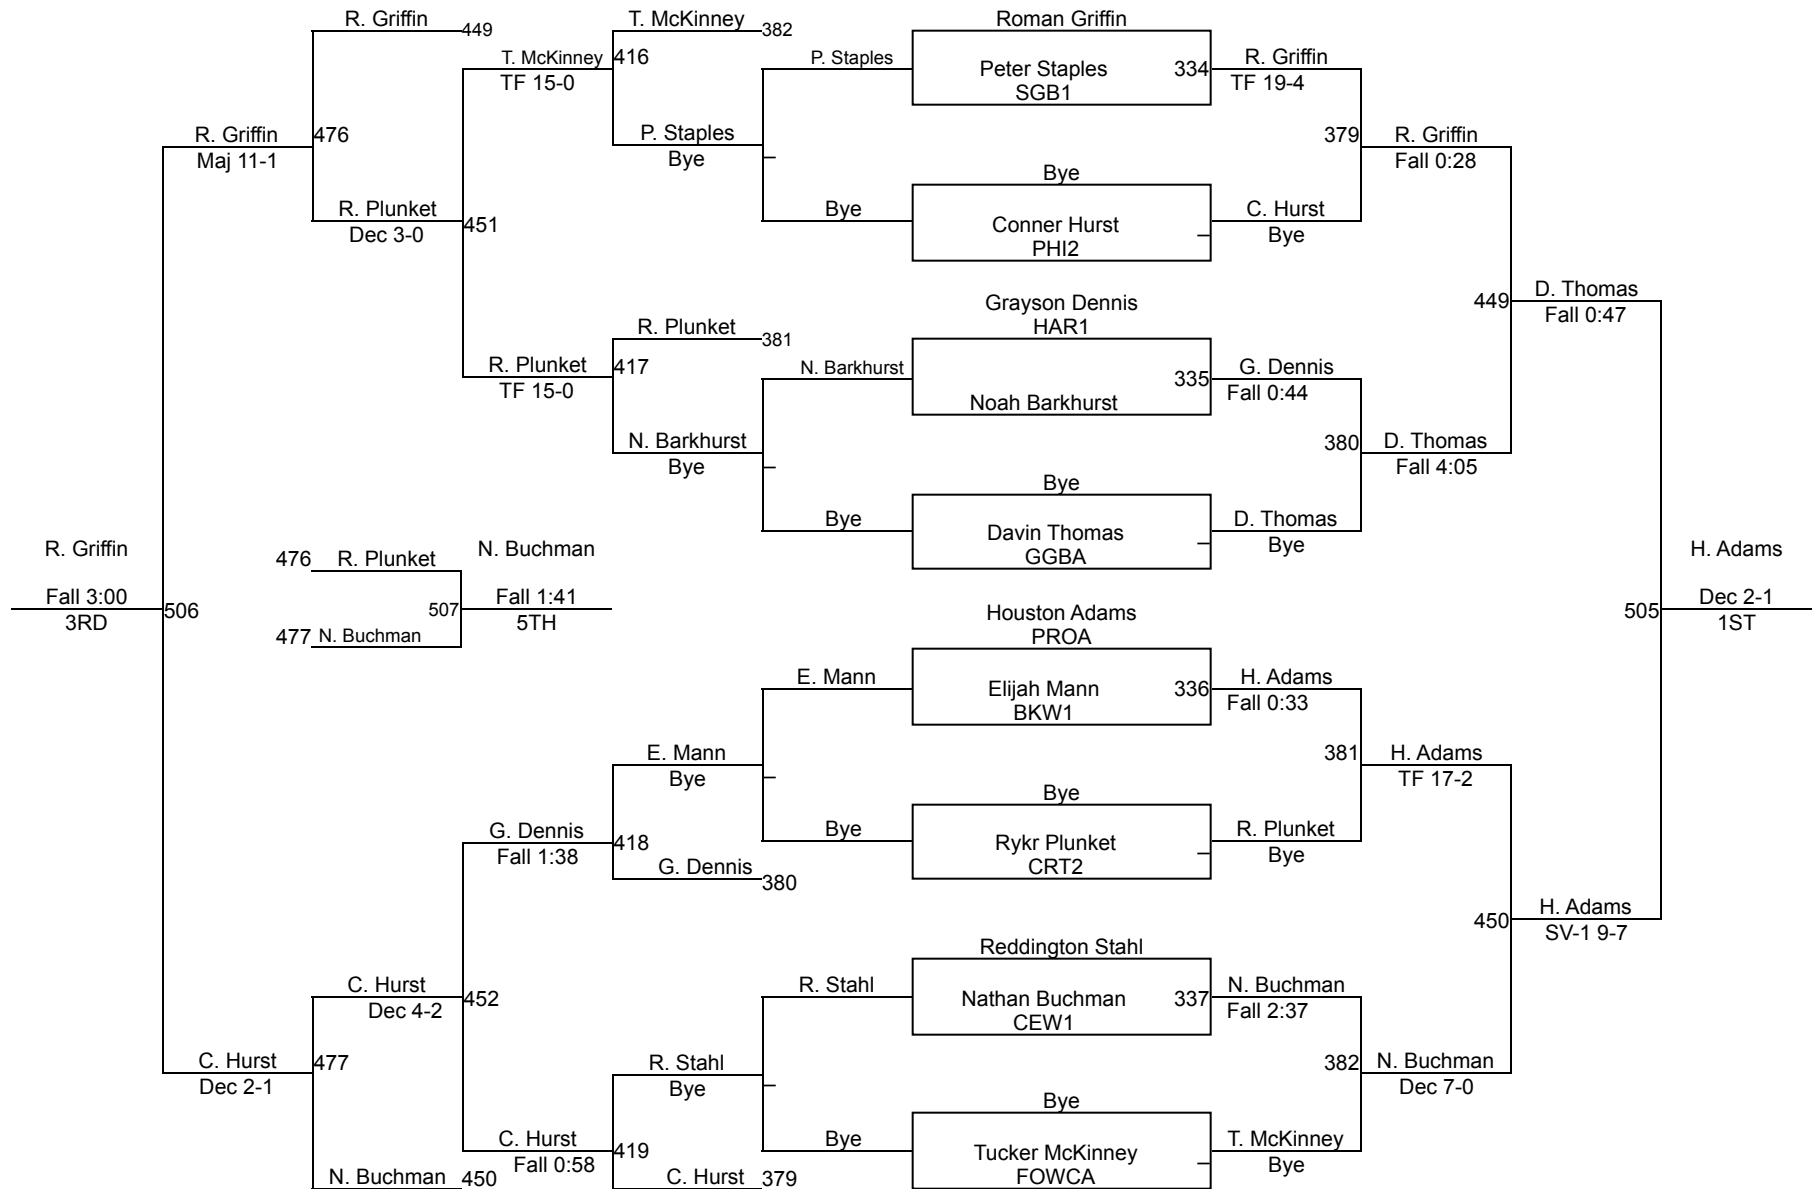 R. Griffin
449
T. McKinney
382
Roman Griffin
T. McKinney
416
TF 15-0
P. Staples
Peter Staples
334
SGB1
R. Griffin
TF 19-4
R. Griffin
476
Maj 11-1
P. Staples
Bye
379
R. Griffin
Fall 0:28
Bye
R. Plunket
451
Dec 3-0
Bye
Conner Hurst
PHI2
C. Hurst
Bye
449
D. Thomas
Fall 0:47
Grayson Dennis
HAR1
R. Plunket
381
R. Plunket
417
TF 15-0
N. Barkhurst
335
Noah Barkhurst
G. Dennis
Fall 0:44
N. Barkhurst
Bye
380
D. Thomas
Fall 4:05
Bye
Bye
Davin Thomas
GGBA
D. Thomas
Bye
R. Griffin
Fall 3:00
3RD
506
476
R. Plunket
477
N. Buchman
507
N. Buchman
Fall 1:41
5TH
H. Adams
505
Dec 2-1
1ST
Houston Adams
PROA
E. Mann
Elijah Mann
336
BKW1
H. Adams
Fall 0:33
E. Mann
Bye
381
H. Adams
TF 17-2
Bye
G. Dennis
418
Fall 1:38
Bye
Rykr Plunket
CRT2
R. Plunket
Bye
G. Dennis
380
450
H. Adams
SV-1 9-7
Reddington Stahl
C. Hurst
452
Dec 4-2
R. Stahl
Nathan Buchman
337
CEW1
N. Buchman
Fall 2:37
C. Hurst
477
Dec 2-1
R. Stahl
Bye
382
N. Buchman
Dec 7-0
Bye
C. Hurst
419
Fall 0:58
Bye
Tucker McKinney
FOWCA
T. McKinney
Bye
N. Buchman
450
C. Hurst
379